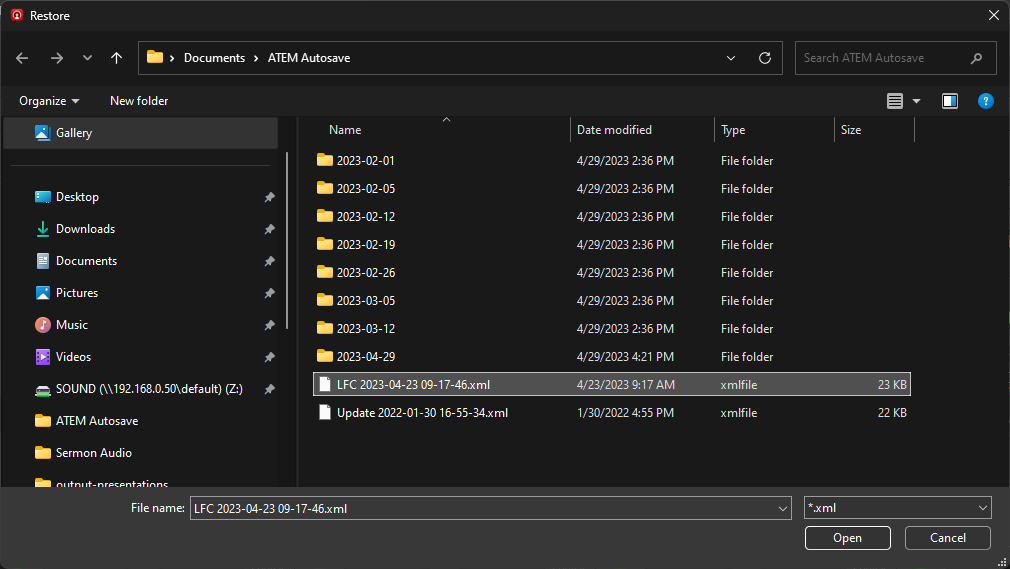 Restore
Documents > ATEM Autosave
Search ATEM Autosave
Organize
New folder
?
Gallery
Desktop
Downloads
Documents
Pictures
Music
Videos
SOUND (\\192.168.0.50\default) (Z:)
ATEM Autosave
Sermon Audio
output-presentations
Name Date modified Type Size
2023-02-01 4/29/2023 2:36 PM File folder
2023-02-05 4/29/2023 2:36 PM File folder
2023-02-12 4/29/2023 2:36 PM File folder
2023-02-19 4/29/2023 2:36 PM File folder
2023-02-26 4/29/2023 2:36 PM File folder
2023-03-05 4/29/2023 2:36 PM File folder
2023-03-12 4/29/2023 2:36 PM File folder
2023-04-29 4/29/2023 4:21 PM File folder
LFC 2023-04-23 09-17-46.xml 4/23/2023 9:17 AM xmlfile 23 KB
Update 2022-01-30 16-55-34.xml 1/30/2022 4:55 PM xmlfile 22 KB
File name: LFC 2023-04-23 09-17-46.xml *.xml
Open Cancel